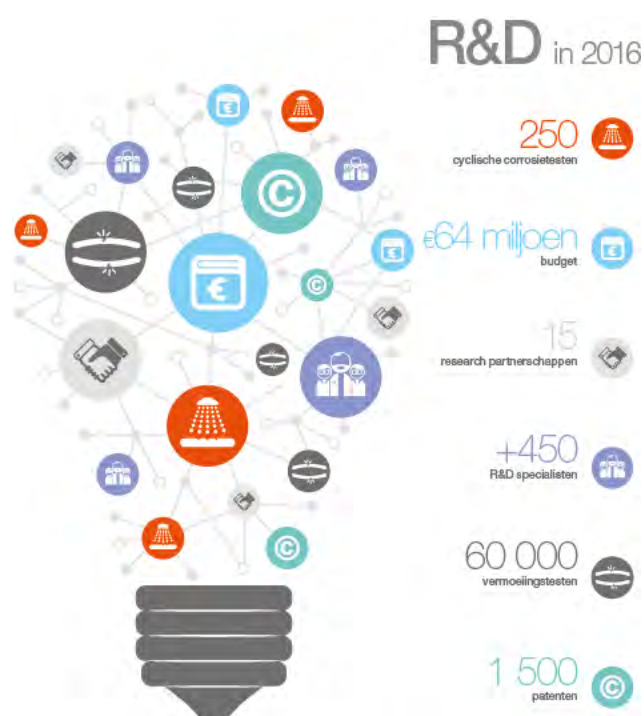 R&D in 2016
250
cyclische corrosietesten
€64 miljoen
budget
15
research partnerschappen
+450
R&D specialisten
60 000
vermoeiingstesten
1 500
patenten